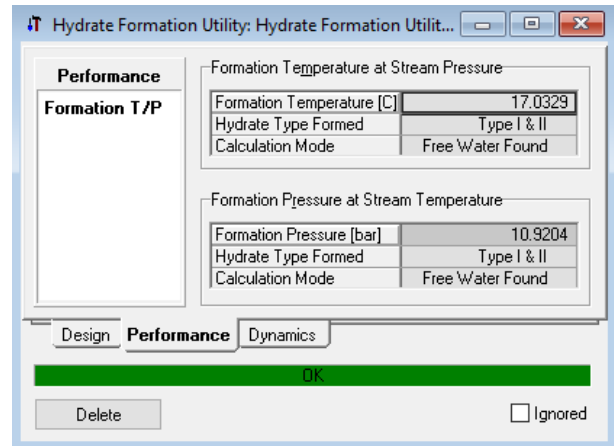 Hydrate Formation Utility: Hydrate Formation Utilit...
Performance
Formation T/P
Formation Temperature at Stream Pressure
Formation Temperature [C] 17.0329
Hydrate Type Formed Type I & II
Calculation Mode Free Water Found
Formation Pressure at Stream Temperature
Formation Pressure [bar] 10.9204
Hydrate Type Formed Type I & II
Calculation Mode Free Water Found
Design Performance Dynamics
OK
Delete Ignored